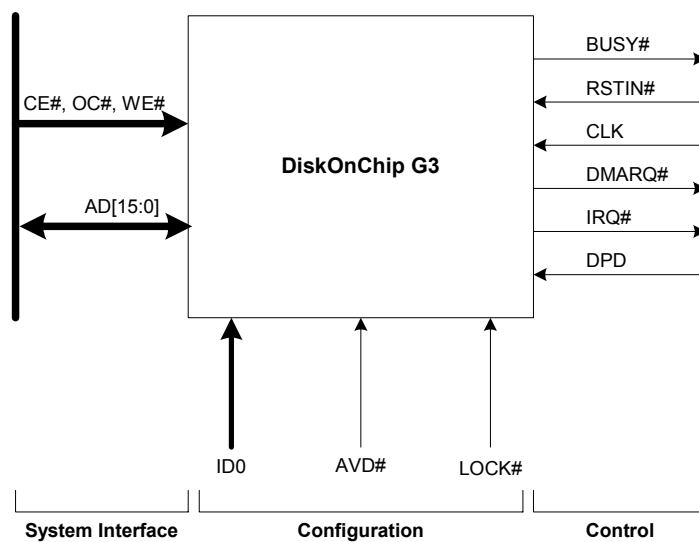 BUSY#
CE#, OC#, WE#
RSTIN#
CLK
DiskOnChip G3
DMARQ#
AD[15:0]
IRQ#
DPD
ID0
AVD#
LOCK#
System Interface
Configuration
Control